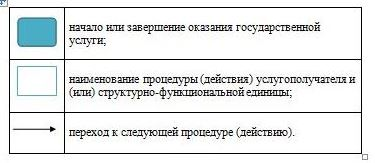 начало или завершение оказания государственной
услуги;
наименование процедуры (действия) услугополучателя и
(или) структурно-функциональной единицы;
переход к следующей процедуре (действию).